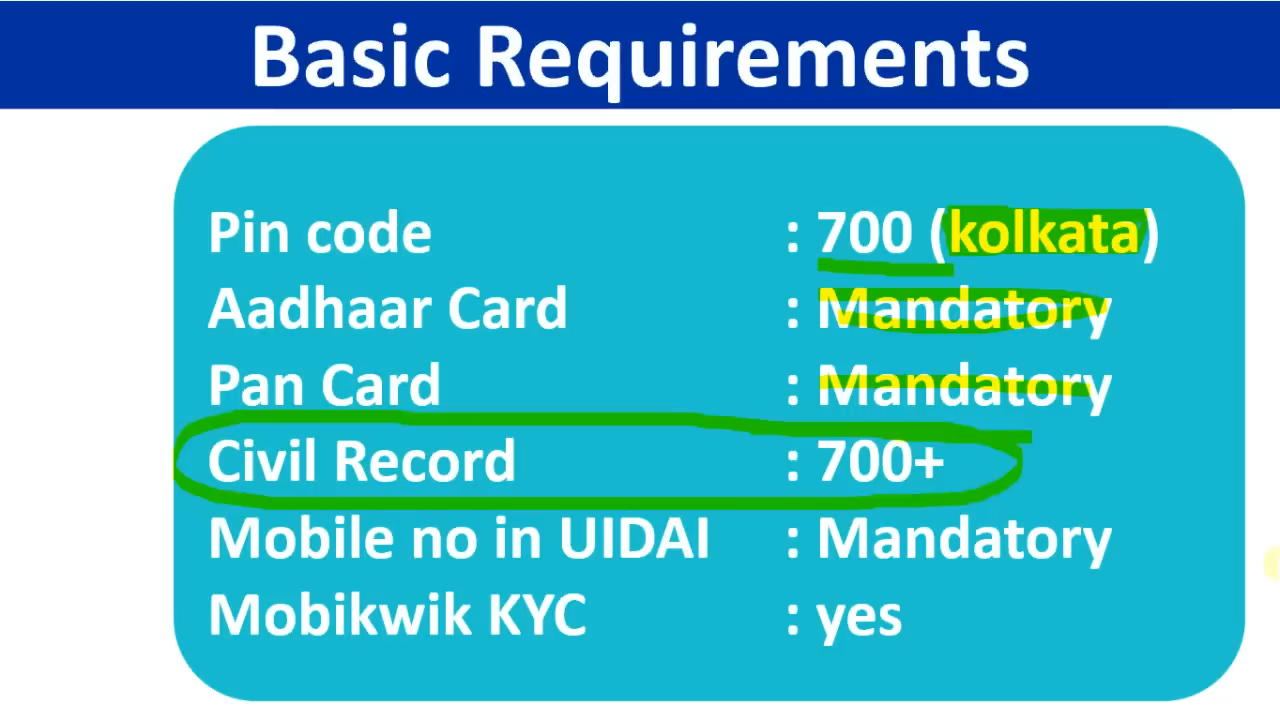 Basic Requirements
Pin code : 700 (kolkata)
Aadhaar Card : Mandatory
Pan Card : Mandatory
Civil Record : 700+
Mobile no in UIDAI : Mandatory
Mobikwik KYC : yes